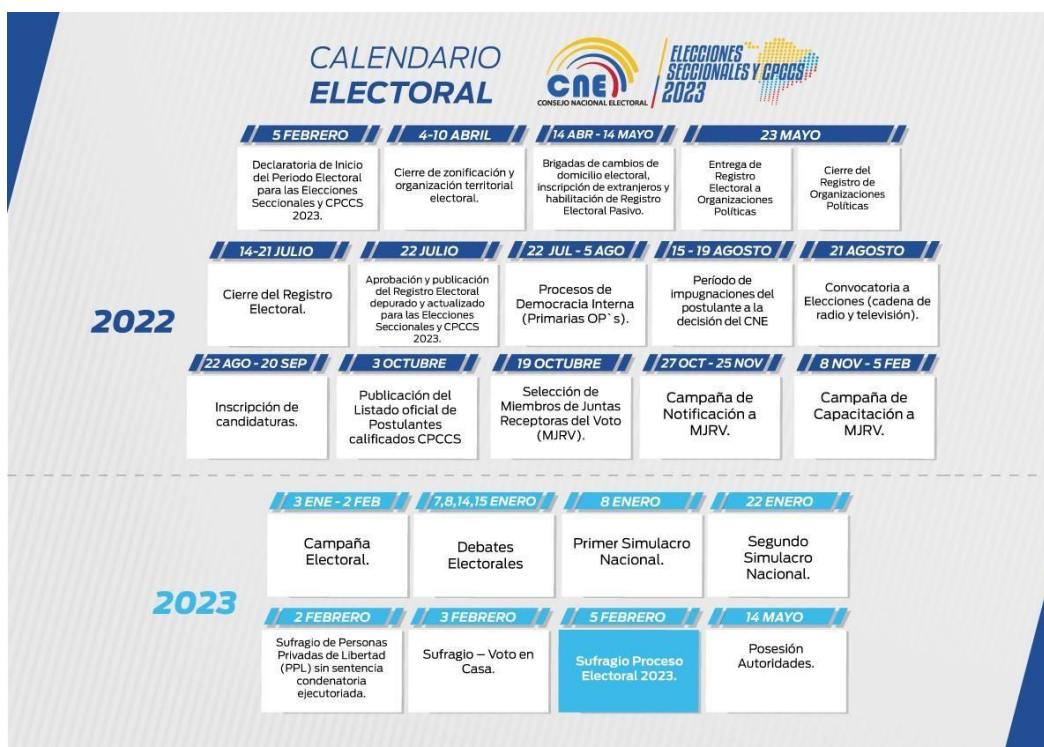 CALENDARIO
ELECTORAL
CNE
CONSEJO NACIONAL ELECTORAL
ELECCIONES
SECCIONALES Y CPCCS
2023
2022
5 FEBRERO
Declaratoria de Inicio
del Periodo Electoral
para las Elecciones
Seccionales y CPCCS
2023.
4-10 ABRIL
Cierre de zonificación y
organización territorial
electoral.
14 ABR - 14 MAYO
Brigadas de cambios de
domicilio electoral,
inscripción de extranjeros y
habilitación de Registro
Electoral Pasivo.
23 MAYO
Entrega de
Registro
Electoral a
Organizaciones
Políticas
Cierre del
Registro de
Organizaciones
Políticas
14-21 JULIO
Cierre del Registro
Electoral.
22 JULIO
Aprobación y publicación
del Registro Electoral
depurado y actualizado
para las Elecciones
Seccionales y CPCCS
2023.
22 JUL - 5 AGO
Procesos de
Democracia Interna
(Primarias OP`s).
15 - 19 AGOSTO
Período de
impugnaciones del
postulante a la
decisión del CNE
21 AGOSTO
Convocatoria a
Elecciones (cadena de
radio y televisión).
22 AGO - 20 SEP
Inscripción de
candidaturas.
3 OCTUBRE
Publicación del
Listado oficial de
Postulantes
calificados CPCCS
19 OCTUBRE
Selección de
Miembros de Juntas
Receptoras del Voto
(MJRV).
27 OCT - 25 NOV
Campaña de
Notificación a
MJRV.
8 NOV - 5 FEB
Campaña de
Capacitación a
MJRV.
2023
3 ENE - 2 FEB
Campaña
Electoral.
7,8,14,15 ENERO
Debates
Electorales
8 ENERO
Primer Simulacro
Nacional.
22 ENERO
Segundo
Simulacro
Nacional.
2 FEBRERO
Sufragio de Personas
Privadas de Libertad
(PPL) sin sentencia
condenatoria
ejecutoriada.
3 FEBRERO
Sufragio – Voto en
Casa.
5 FEBRERO
Sufragio Proceso
Electoral 2023.
14 MAYO
Posesión
Autoridades.